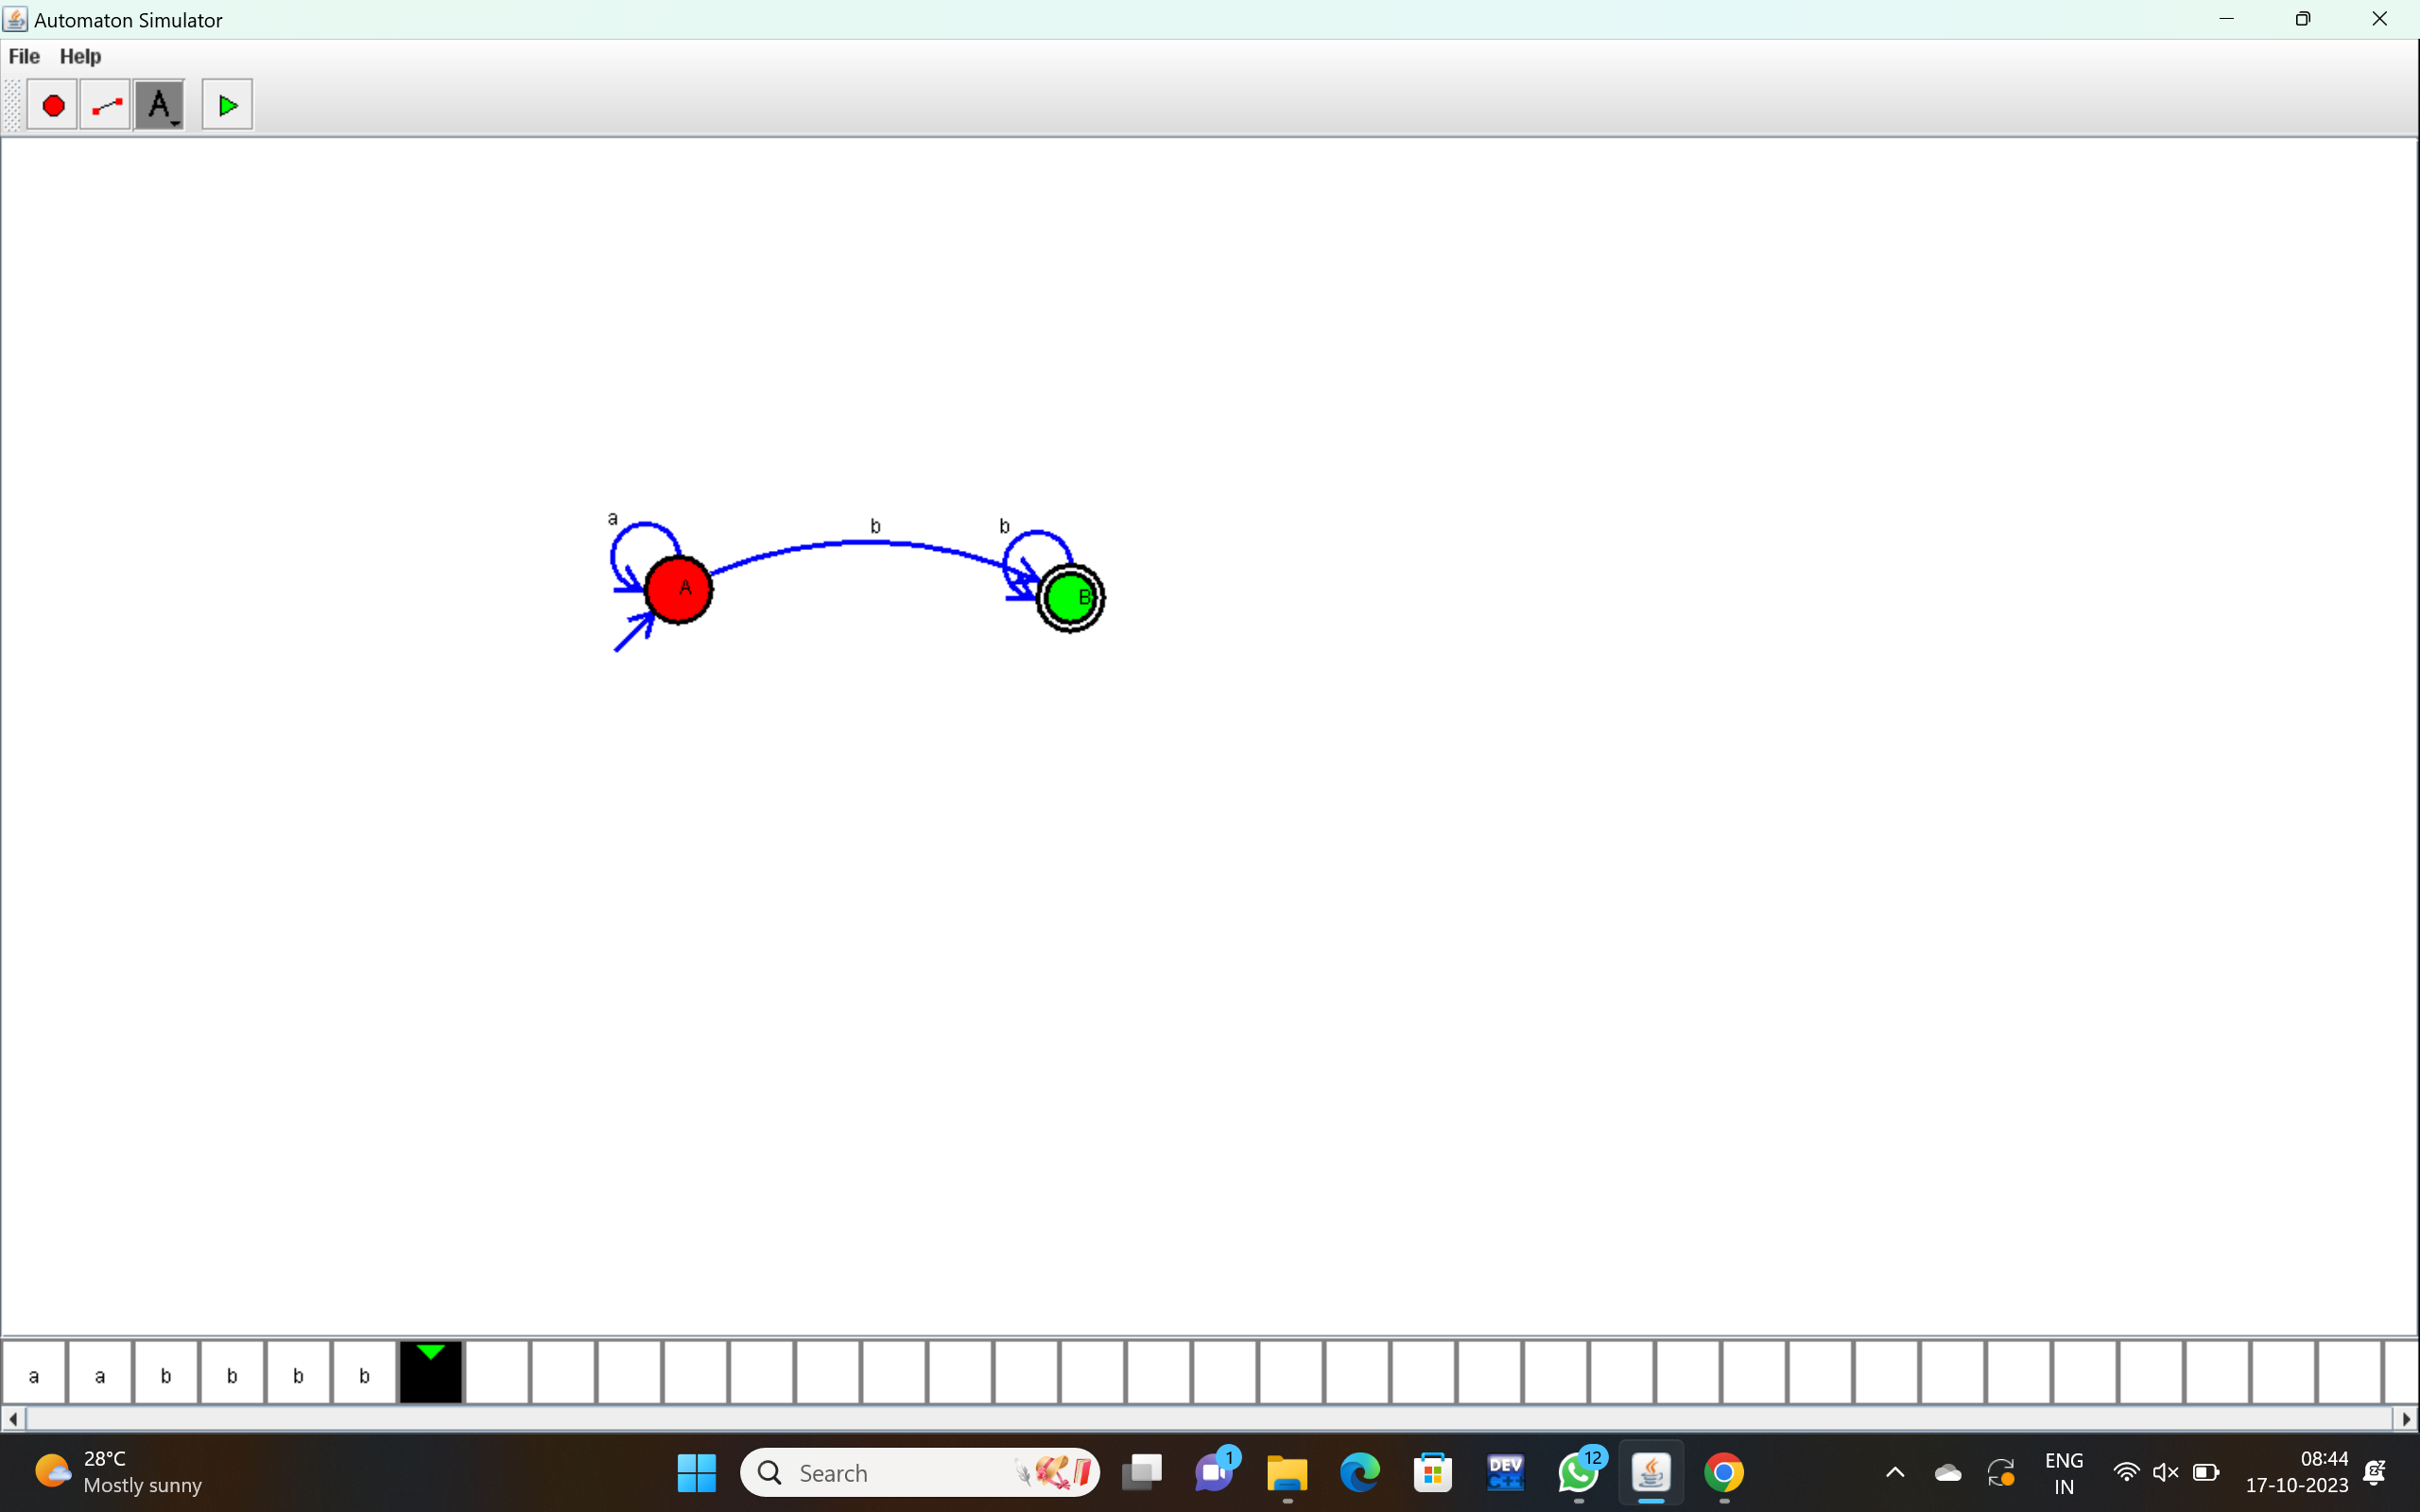 Automaton Simulator
File Help
A
a
b
b
A
B
a a b b b b
28°C
Mostly sunny
Search
1
DEV
C++
12
ENG
IN
08:44
17-10-2023